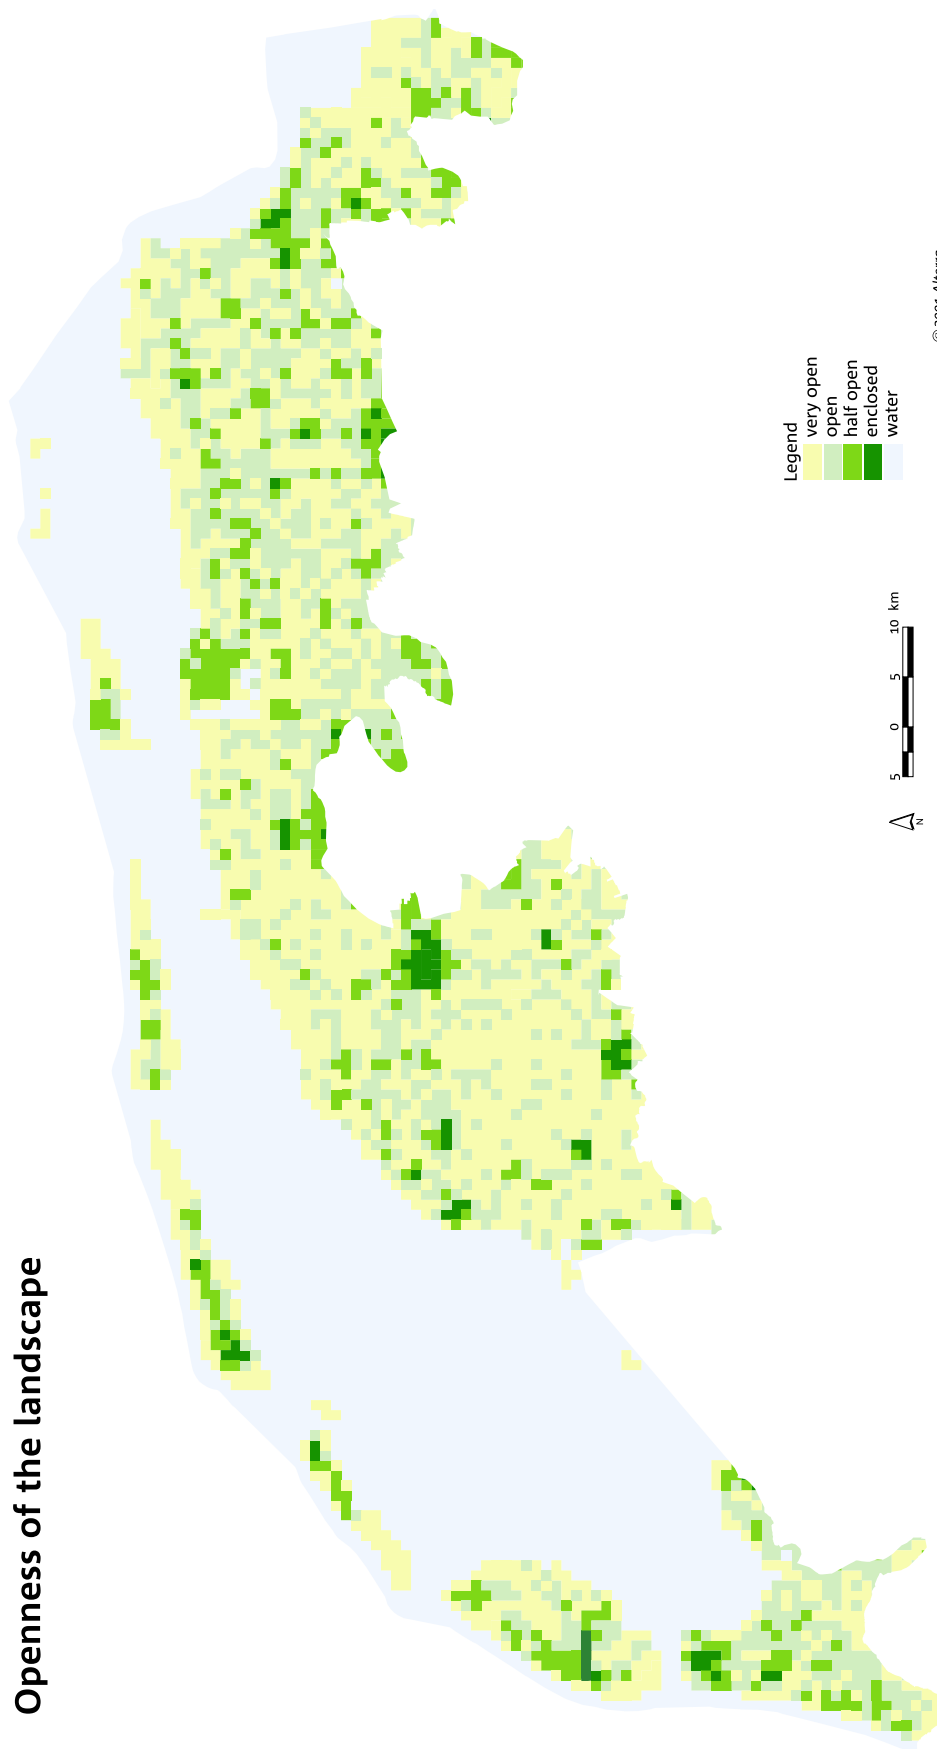 Openness of the landscape
Legend
very open
open
half open
enclosed
water
5 0 5 10 km
N